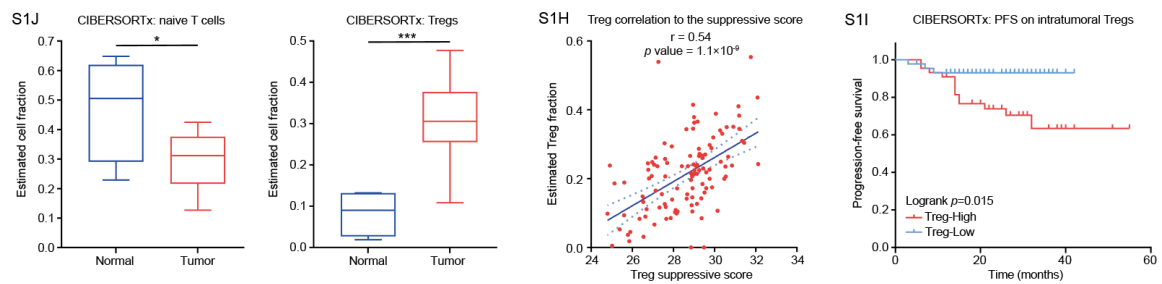 S1J
CIBERSORTx: naive T cells
*
Estimated cell fraction
0.7
0.6
0.5
0.4
0.3
0.2
0.1
0.0
Normal
Tumor
CIBERSORTx: Tregs
***
Estimated cell fraction
0.5
0.4
0.3
0.2
0.1
0.0
Normal
Tumor
S1H
Treg correlation to the suppressive score
r = 0.54
p value = 1.1×10⁻⁹
Estimated Treg fraction
0.6
0.4
0.2
0.0
24 26 28 30 32 34
Treg suppressive score
S1I
CIBERSORTx: PFS on intratumoral Tregs
Progression-free survival
1.0
0.8
0.6
0.4
0.2
0.0
Logrank p=0.015
Treg-High
Treg-Low
0 20 40 60
Time (months)